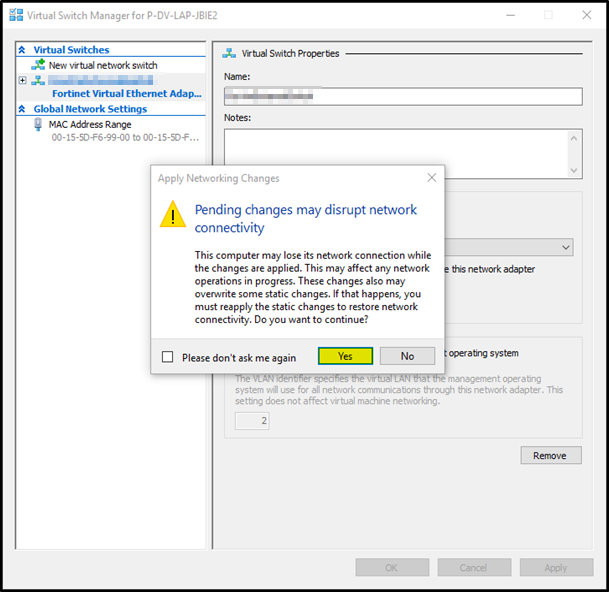 Virtual Switch Manager for P-DV-LAP-JBIE2
Virtual Switches
New virtual network switch
Fortinet Virtual Ethernet Adap...
Global Network Settings
MAC Address Range
00-15-5D-F6-99-00 to 00-15-5D-F...
Virtual Switch Properties
Name:
Notes:
Apply Networking Changes
Pending changes may disrupt network
connectivity
This computer may lose its network connection while
the changes are applied. This may affect any network
operations in progress. These changes also may
overwrite some static changes. If that happens, you
must reapply the static changes to restore network
connectivity. Do you want to continue?
Please don't ask me again
Yes
No
e this network adapter
t operating system
The VLAN identifier specifies the virtual LAN that the management operating
system will use for all network communications through this network adapter. This
setting does not affect virtual machine networking.
2
Remove
OK
Cancel
Apply